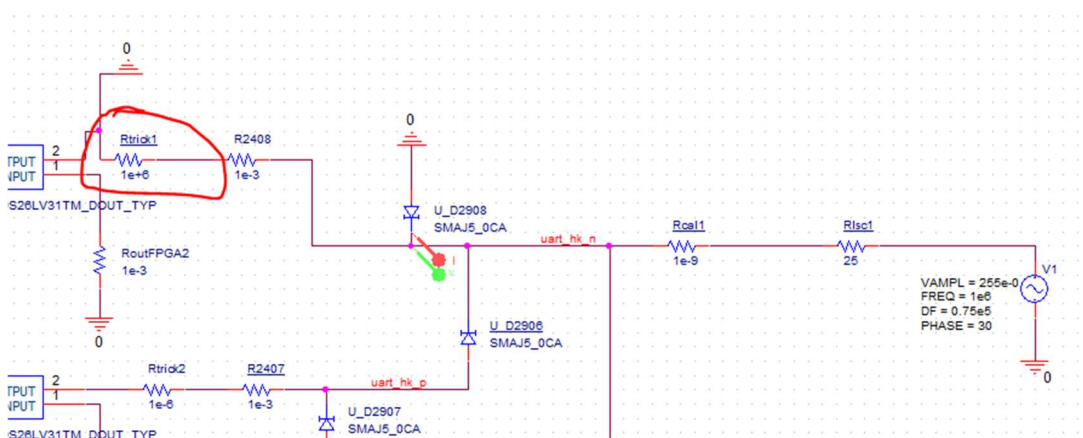 0
Rtrick1
1e+6
R2408
1e-3
0
2
1
TPUT
NPUT
S26LV31TM_DOUT_TYP
U_D2908
SMAJ5_0CA
uart_hk_n
Rcal1
1e-9
Rlsc1
25
RoutFPGA2
1e-3
0
V1
VAMPL = 255e-0
FREQ = 1e6
DF = 0.75e5
PHASE = 30
0
U_D2906
SMAJ5_0CA
2
1
TPUT
NPUT
Rtrick2
1e-6
R2407
1e-3
uart_hk_p
U_D2907
SMAJ5_0CA
S26LV31TM_DOUT_TYP